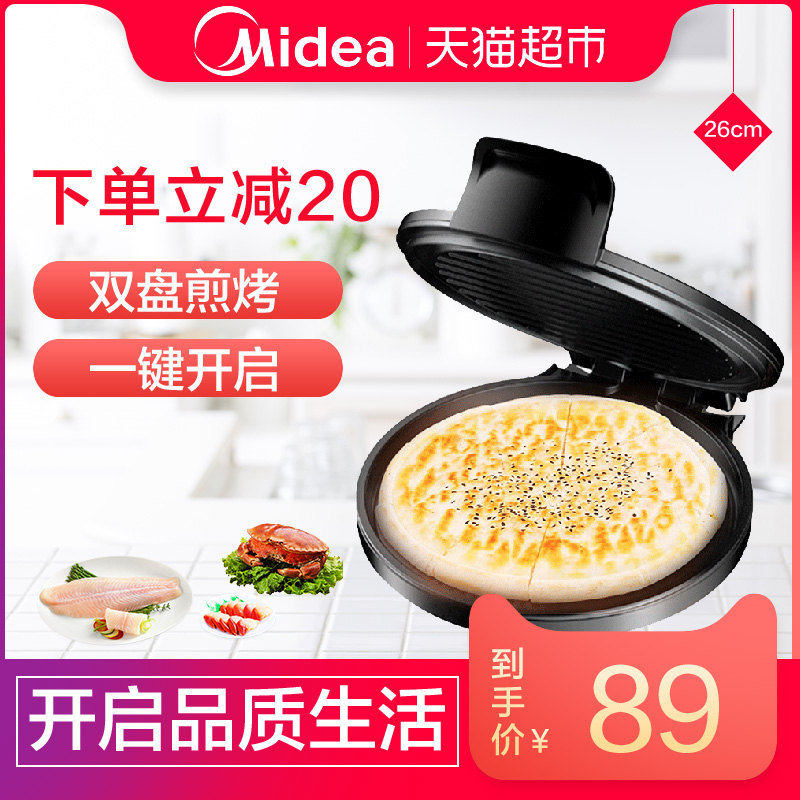 Midea 天猫超市
26cm
下单立减20
双盘煎烤
一键开启
开启品质生活
到手价¥ 89